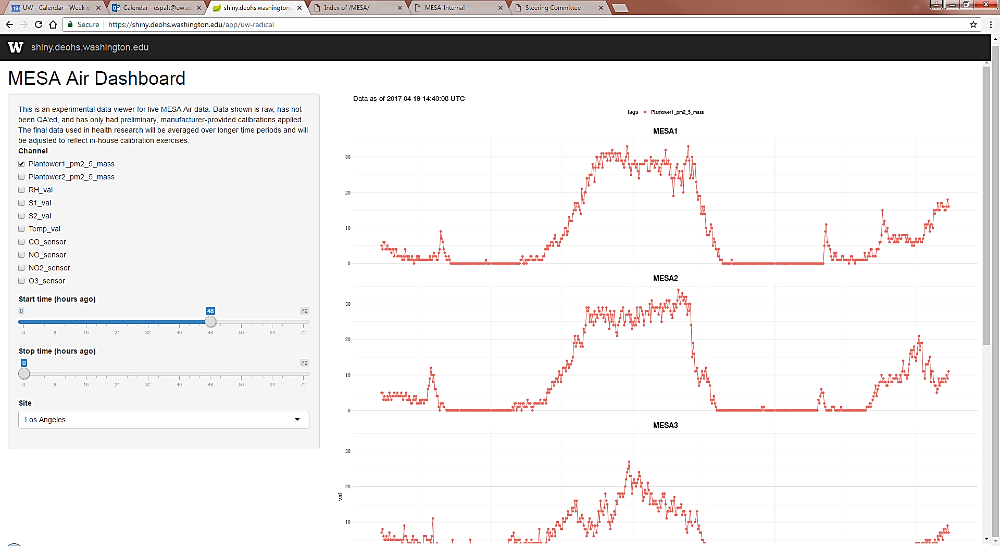 UW - Calendar - Week of
Calendar - espalt@uw.ed
shiny.deohs.washington.
Index of /MESA/
MESA-Internal
Steering Committee
Secure
https://shiny.deohs.washington.edu/app/uw-radical
W shiny.deohs.washington.edu
MESA Air Dashboard
This is an experimental data viewer for live MESA Air data. Data shown is raw, has not
been QA'ed, and has only had preliminary, manufacturer-provided calibrations applied.
The final data used in health research will be averaged over longer time periods and will
be adjusted to reflect in-house calibration exercises.
Channel
Plantower1_pm2_5_mass
Plantower2_pm2_5_mass
RH_val
S1_val
S2_val
Temp_val
CO_sensor
NO_sensor
NO2_sensor
O3_sensor
Start time (hours ago)
0 48 72
0 8 16 24 32 40 48 56 64 72
Stop time (hours ago)
0 72
0 8 16 24 32 40 48 56 64 72
Site
Los Angeles
Data as of 2017-04-19 14:40:08 UTC
tags Plantower1_pm2_5_mass
MESA1
30
20
10
0
MESA2
30
20
10
0
MESA3
30
20
10
val